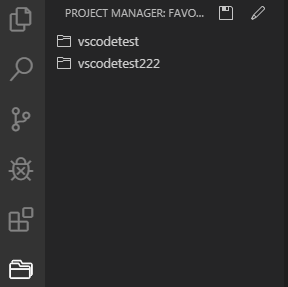 PROJECT MANAGER: FAVO...
vscodetest
vscodetest222